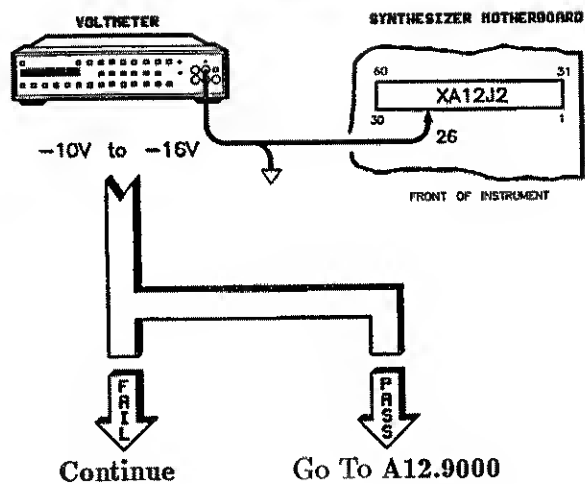 VOLTMETER
SYNTHESIZER MOTHERBOARD
60
31
XA12J2
30
1
26
-10V to -16V
FRONT OF INSTRUMENT
FAIL
PASS
Continue
Go To A12.9000